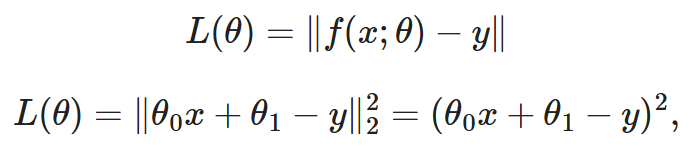 L(θ) = ‖f(x; θ) − y‖
L(θ) = ‖θ₀x + θ₁ − y‖₂² = (θ₀x + θ₁ − y)²,